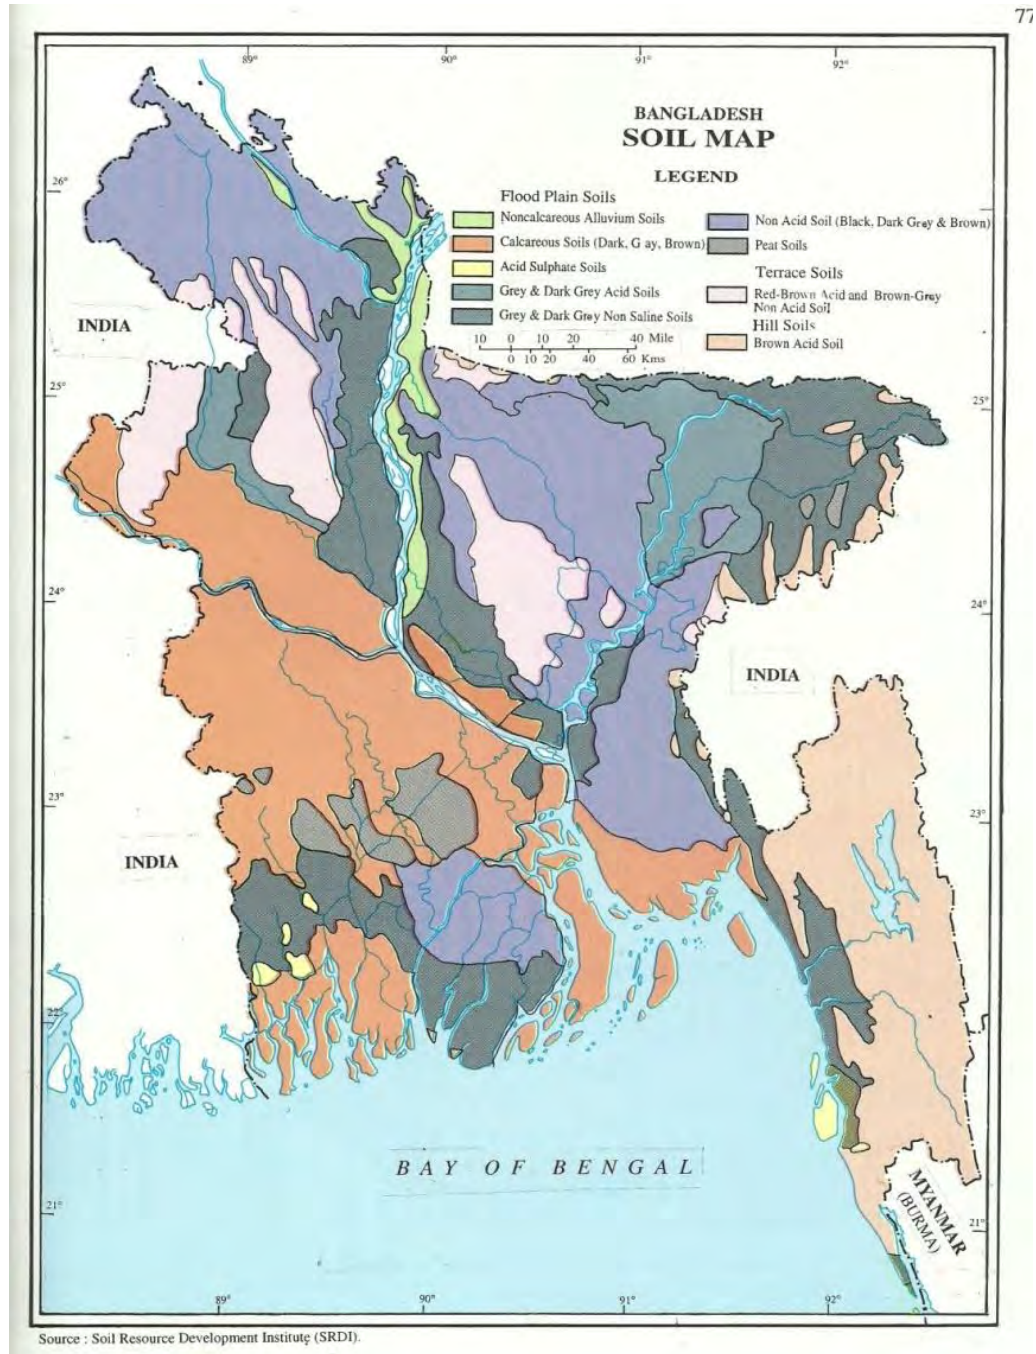 77
89°
90°
91°
92°
BANGLADESH
SOIL MAP
LEGEND
Flood Plain Soils
Noncalcareous Alluvium Soils
Calcareous Soils (Dark, G ay, Brown)
Acid Sulphate Soils
Grey & Dark Grey Acid Soils
Grey & Dark Grey Non Saline Soils
Non Acid Soil (Black, Dark Grey & Brown)
Peat Soils
Terrace Soils
Red-Brown Acid and Brown-Grey
Non Acid Soil
Hill Soils
Brown Acid Soil
10 0 10 20 40 Mile
0 10 20 40 60 Kms
26°
INDIA
25°
25°
24°
24°
INDIA
23°
23°
INDIA
22°
22°
BAY OF BENGAL
MYANMAR
(BURMA)
21°
21°
89°
90°
91°
92°
Source : Soil Resource Development Institute (SRDI).